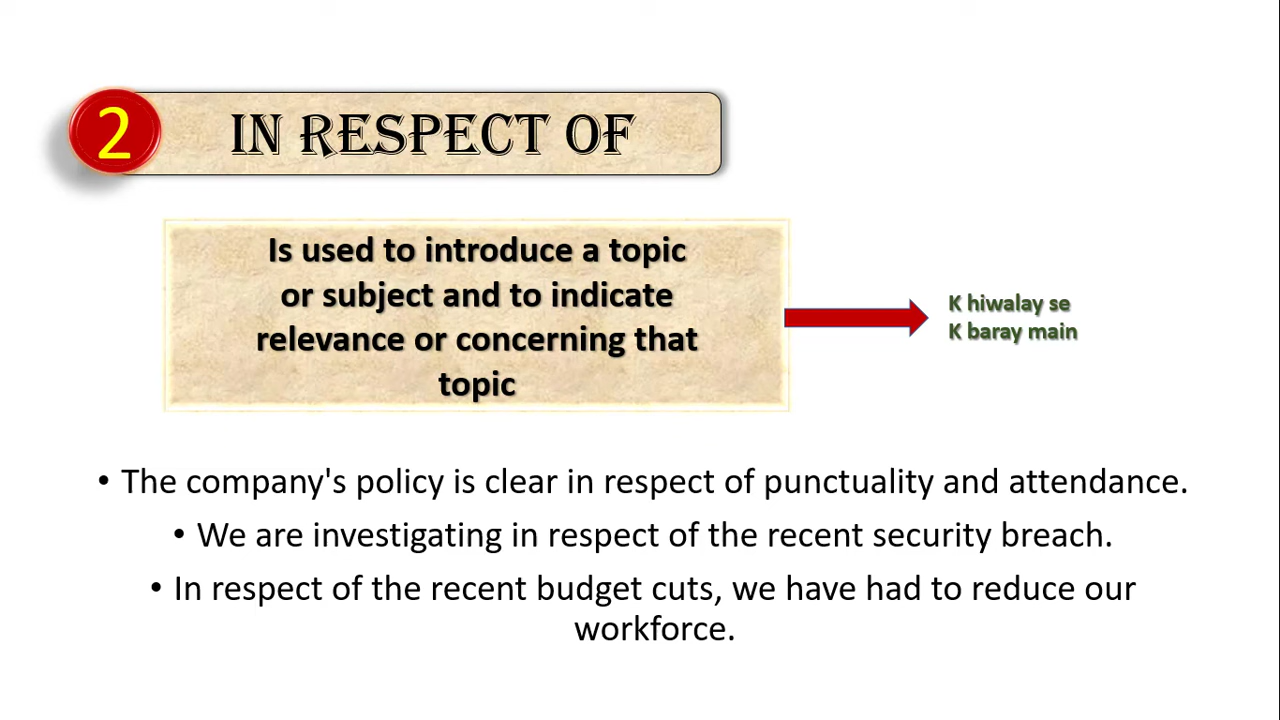 2
IN RESPECT OF
Is used to introduce a topic
or subject and to indicate
relevance or concerning that
topic
K hiwalay se
K baray main
• The company's policy is clear in respect of punctuality and attendance.
• We are investigating in respect of the recent security breach.
• In respect of the recent budget cuts, we have had to reduce our
workforce.